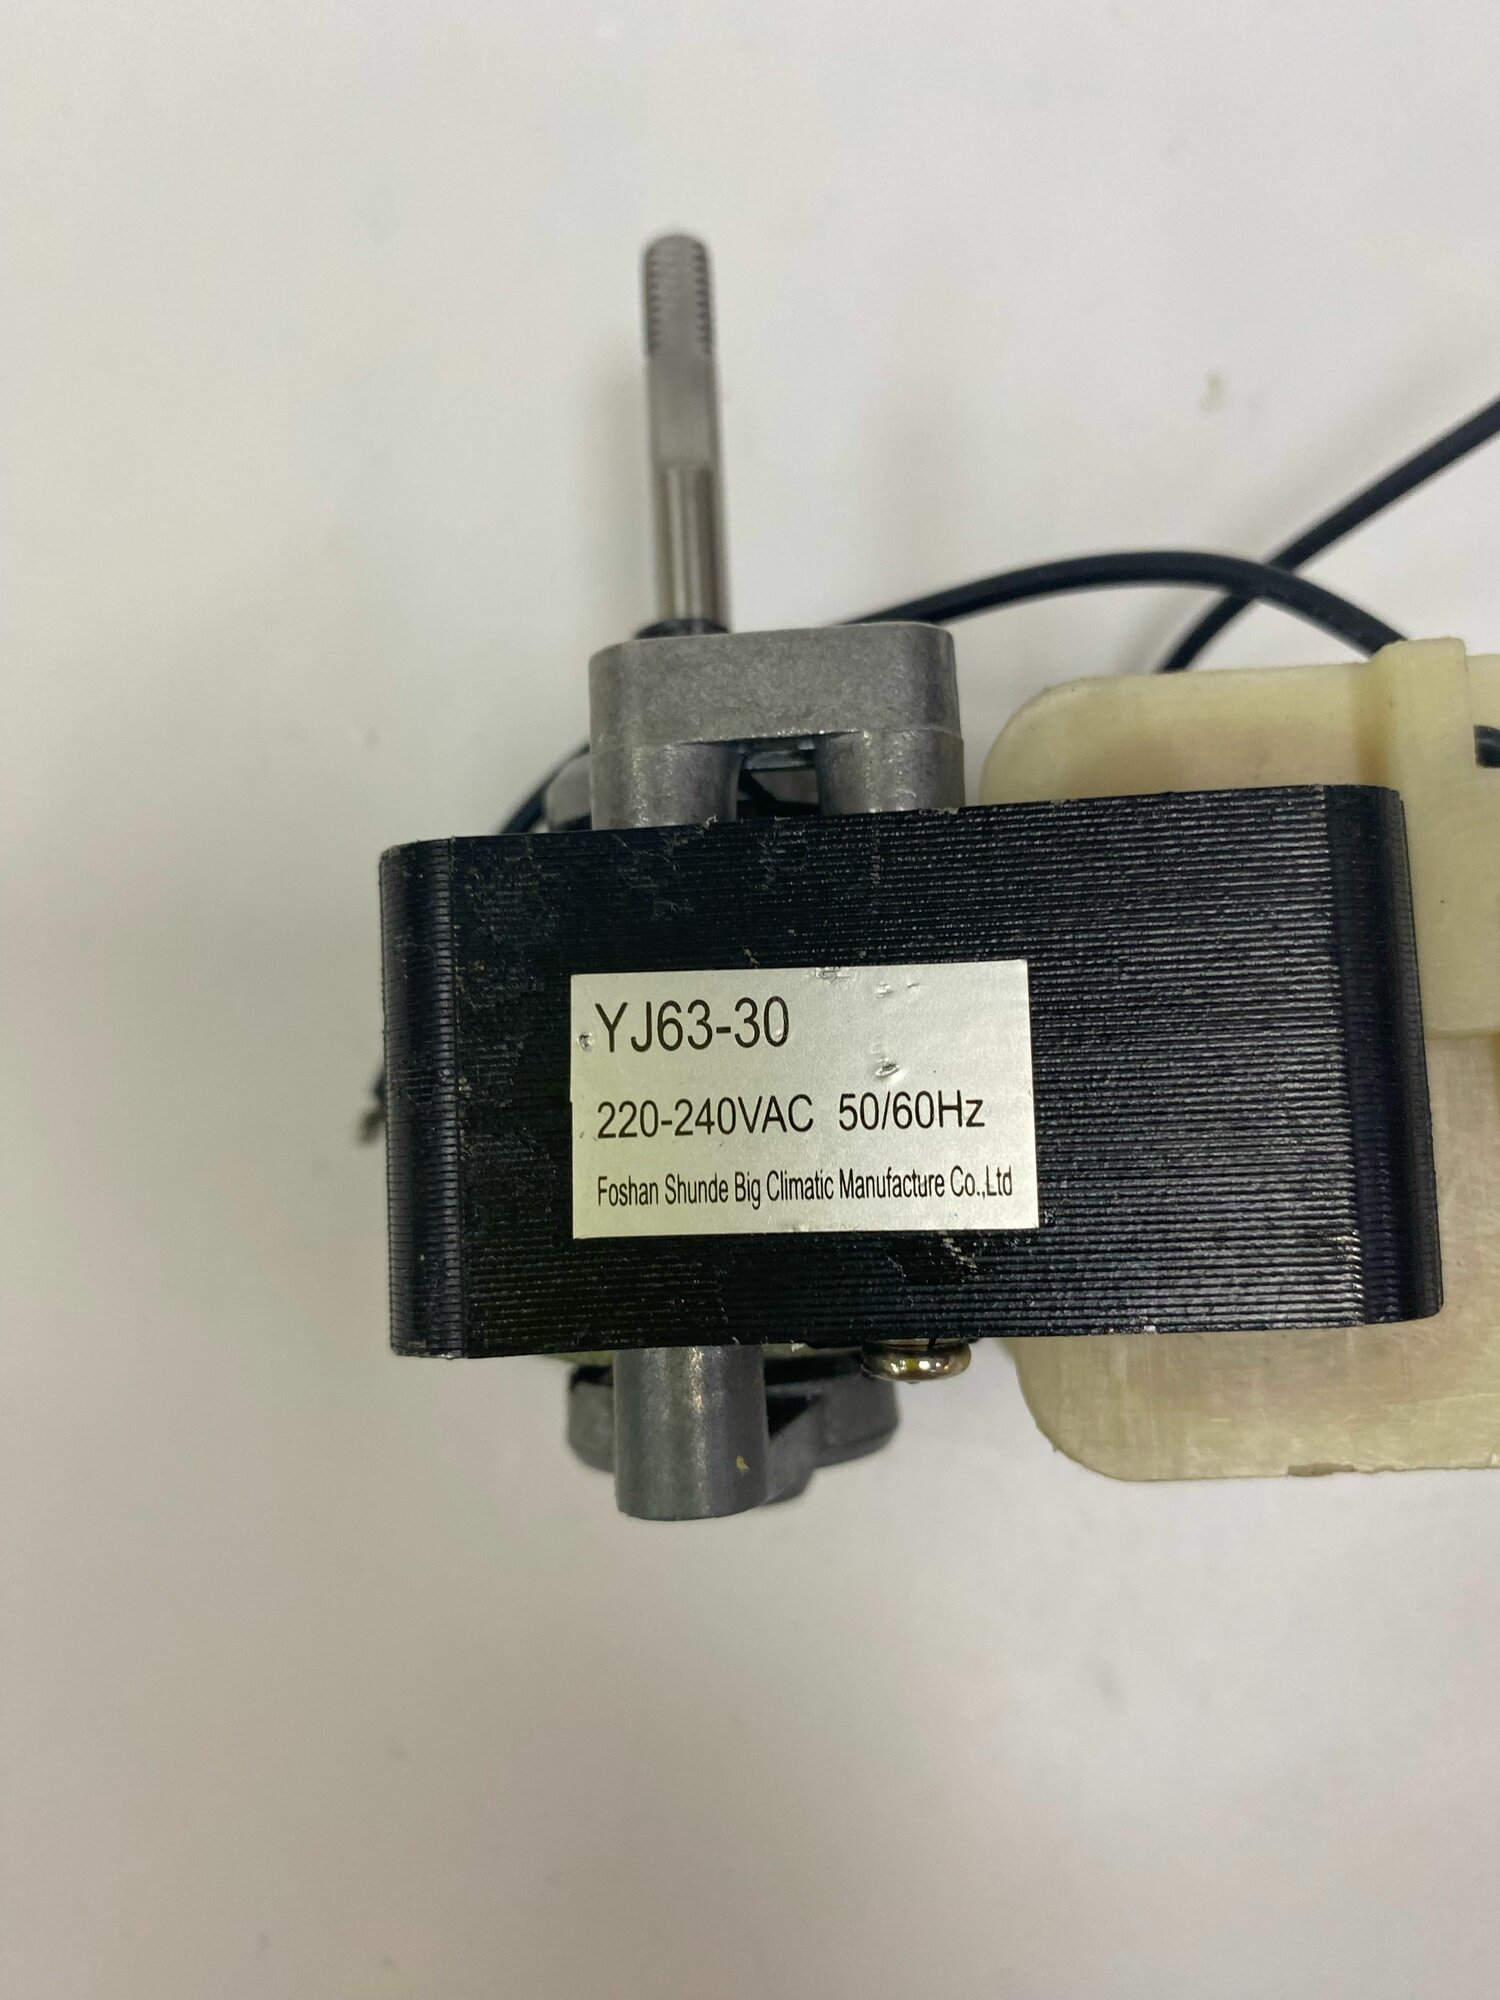 YJ63-30
220-240VAC 50/60Hz
Foshan Shunde Big Climatic Manufacture Co.,Ltd